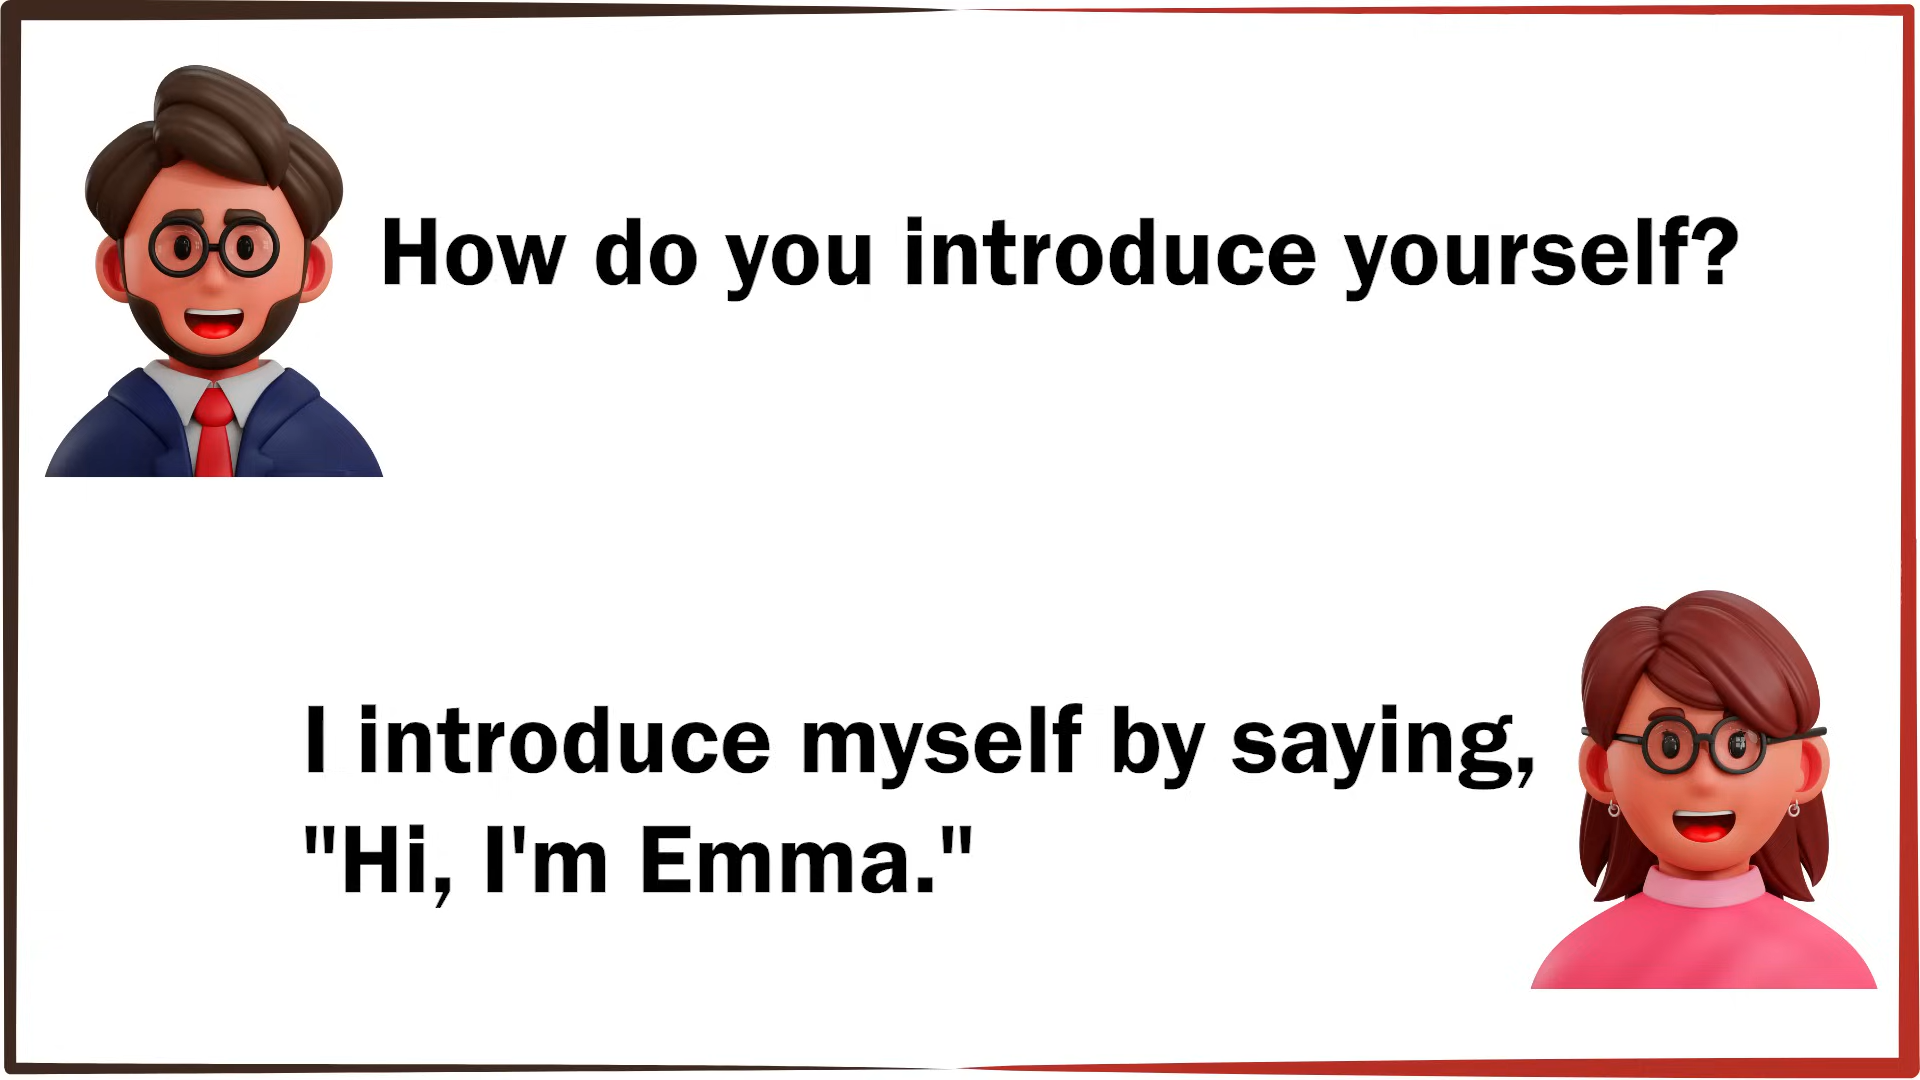 How do you introduce yourself?
I introduce myself by saying,
"Hi, I'm Emma."